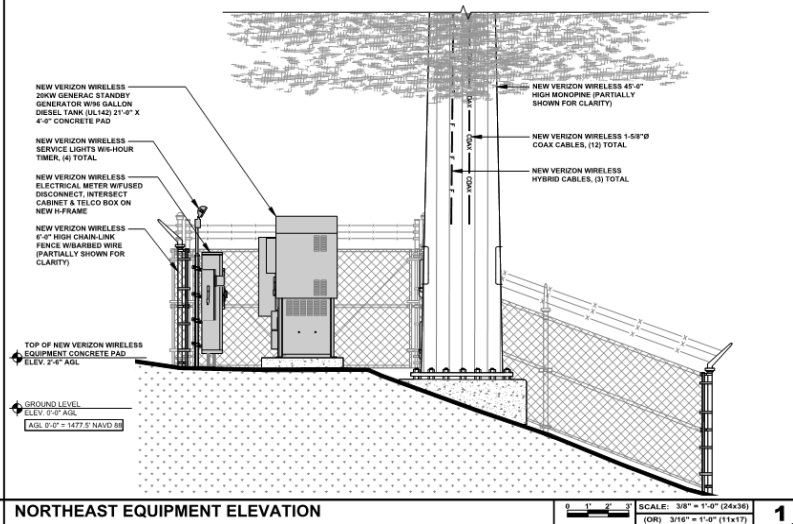 NEW VERIZON WIRELESS
20KW GENERAC STANDBY
GENERATOR W/96 GALLON
DIESEL TANK (UL142) 21'-0" X
4'-0" CONCRETE PAD
NEW VERIZON WIRELESS
SERVICE LIGHTS W/6-HOUR
TIMER, (4) TOTAL
NEW VERIZON WIRELESS
ELECTRICAL METER W/FUSED
DISCONNECT, INTERSECT
CABINET & TELCO BOX ON
NEW H-FRAME
NEW VERIZON WIRELESS
6'-0" HIGH CHAIN-LINK
FENCE W/BARBED WIRE
(PARTIALLY SHOWN FOR
CLARITY)
TOP OF NEW VERIZON WIRELESS
EQUIPMENT CONCRETE PAD
ELEV. 2'-6" AGL
GROUND LEVEL
ELEV. 0'-0" AGL
AGL 0'-0" = 1477.5' NAVD 88
NEW VERIZON WIRELESS 45'-0"
HIGH MONOPINE (PARTIALLY
SHOWN FOR CLARITY)
NEW VERIZON WIRELESS 1-5/8"Ø
COAX CABLES, (12) TOTAL
NEW VERIZON WIRELESS
HYBRID CABLES, (3) TOTAL
COAX
COAX
F
F
NORTHEAST EQUIPMENT ELEVATION
0 1' 2' 3'
SCALE: 3/8" = 1'-0" (24x36)
(OR) 3/16" = 1'-0" (11x17)
1